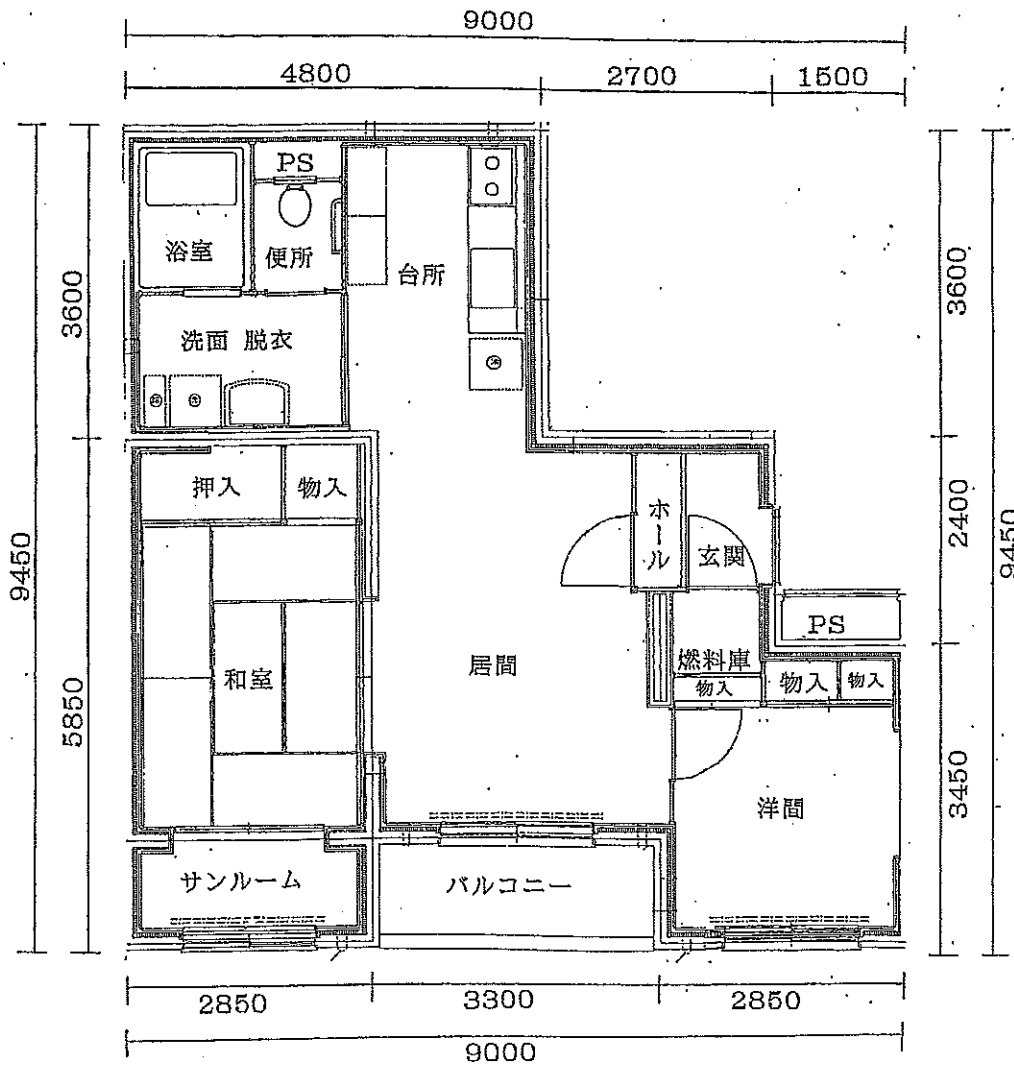 9000
4800
2700
1500
PS
浴室
便所
台所
3600
3600
洗面 脱衣
押入
物入
ホール
玄関
2400
9450
9450
PS
居間
燃料庫
和室
物入
物入
物入
5850
3450
洋間
サンルーム
バルコニー
2850
3300
2850
9000